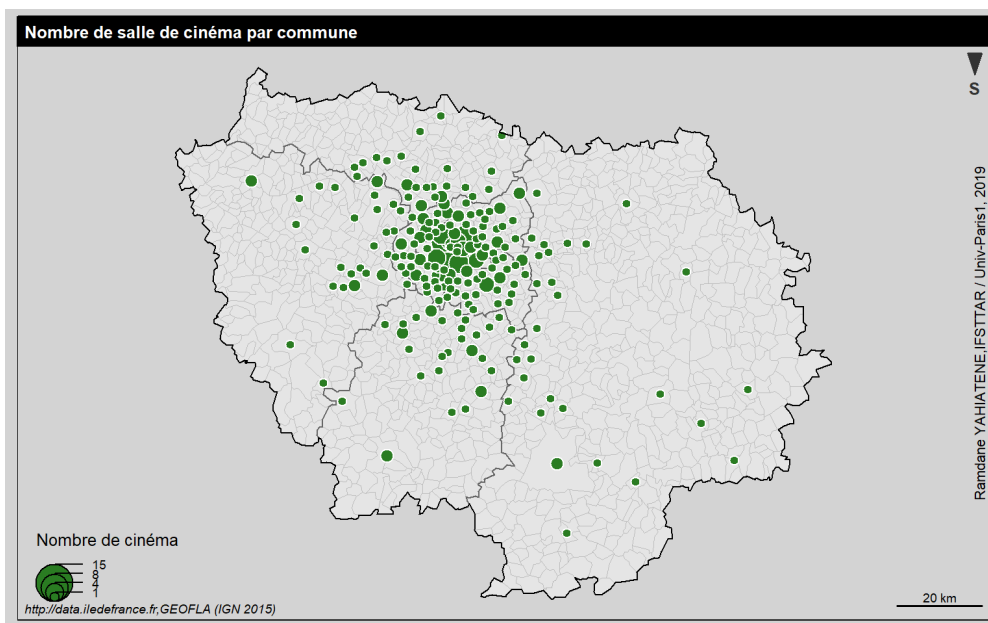 Nombre de salle de cinéma par commune
S
Ramdane YAHIATENE,IFSTTAR / Univ-Paris1, 2019
Nombre de cinéma
15
8
4
1
http://data.iledefrance.fr,GEOFLA (IGN 2015)
20 km